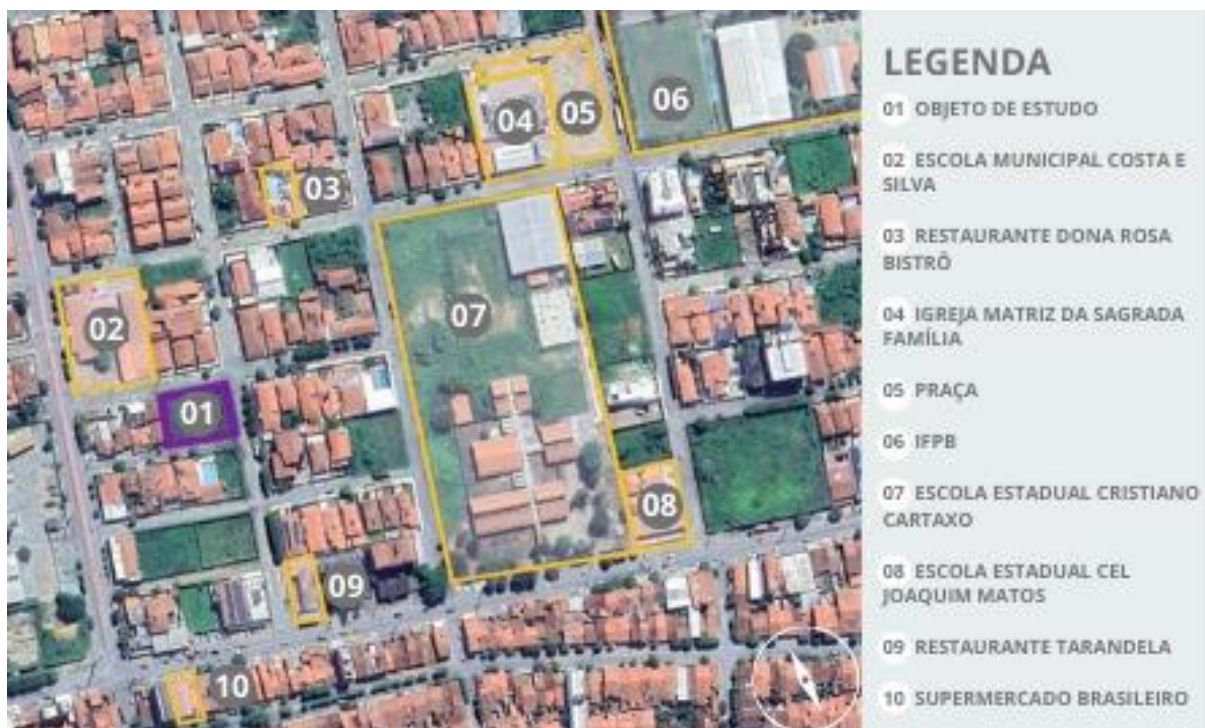 04
05
06
03
07
02
01
08
09
10
LEGENDA
01 OBJETO DE ESTUDO
02 ESCOLA MUNICIPAL COSTA E
SILVA
03 RESTAURANTE DONA ROSA
BISTRÔ
04 IGREJA MATRIZ DA SAGRADA
FAMÍLIA
05 PRAÇA
06 IFPB
07 ESCOLA ESTADUAL CRISTIANO
CARTAXO
08 ESCOLA ESTADUAL CEL
JOAQUIM MATOS
09 RESTAURANTE TARANDELA
10 SUPERMERCADO BRASILEIRO